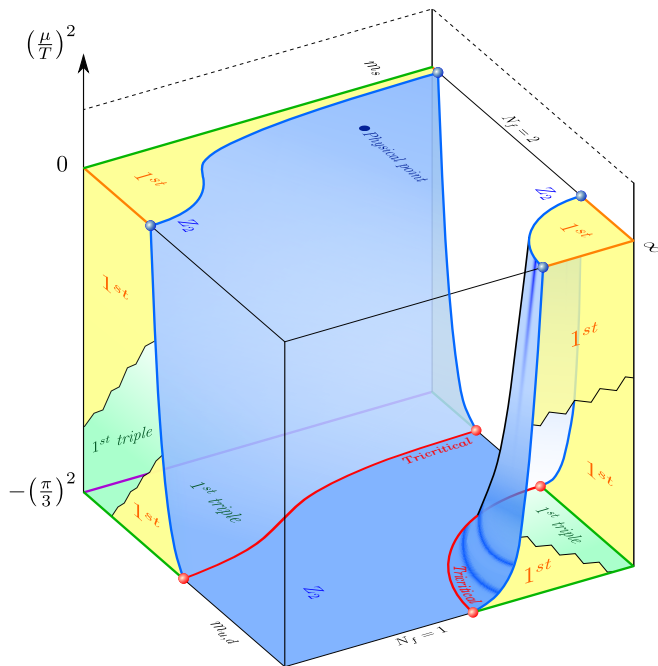 (μ/T)²
m_s
N_f=2
0
Physical point
1ˢᵗ
Z₂
Z₂
1ˢᵗ
∝
1ˢᵗ
1ˢᵗ
1ˢᵗ triple
Tricritical
1ˢᵗ
−(π/3)²
1ˢᵗ
1ˢᵗ triple
1ˢᵗ triple
Z₂
Tricritical
1ˢᵗ
m_{u,d}
N_f=1